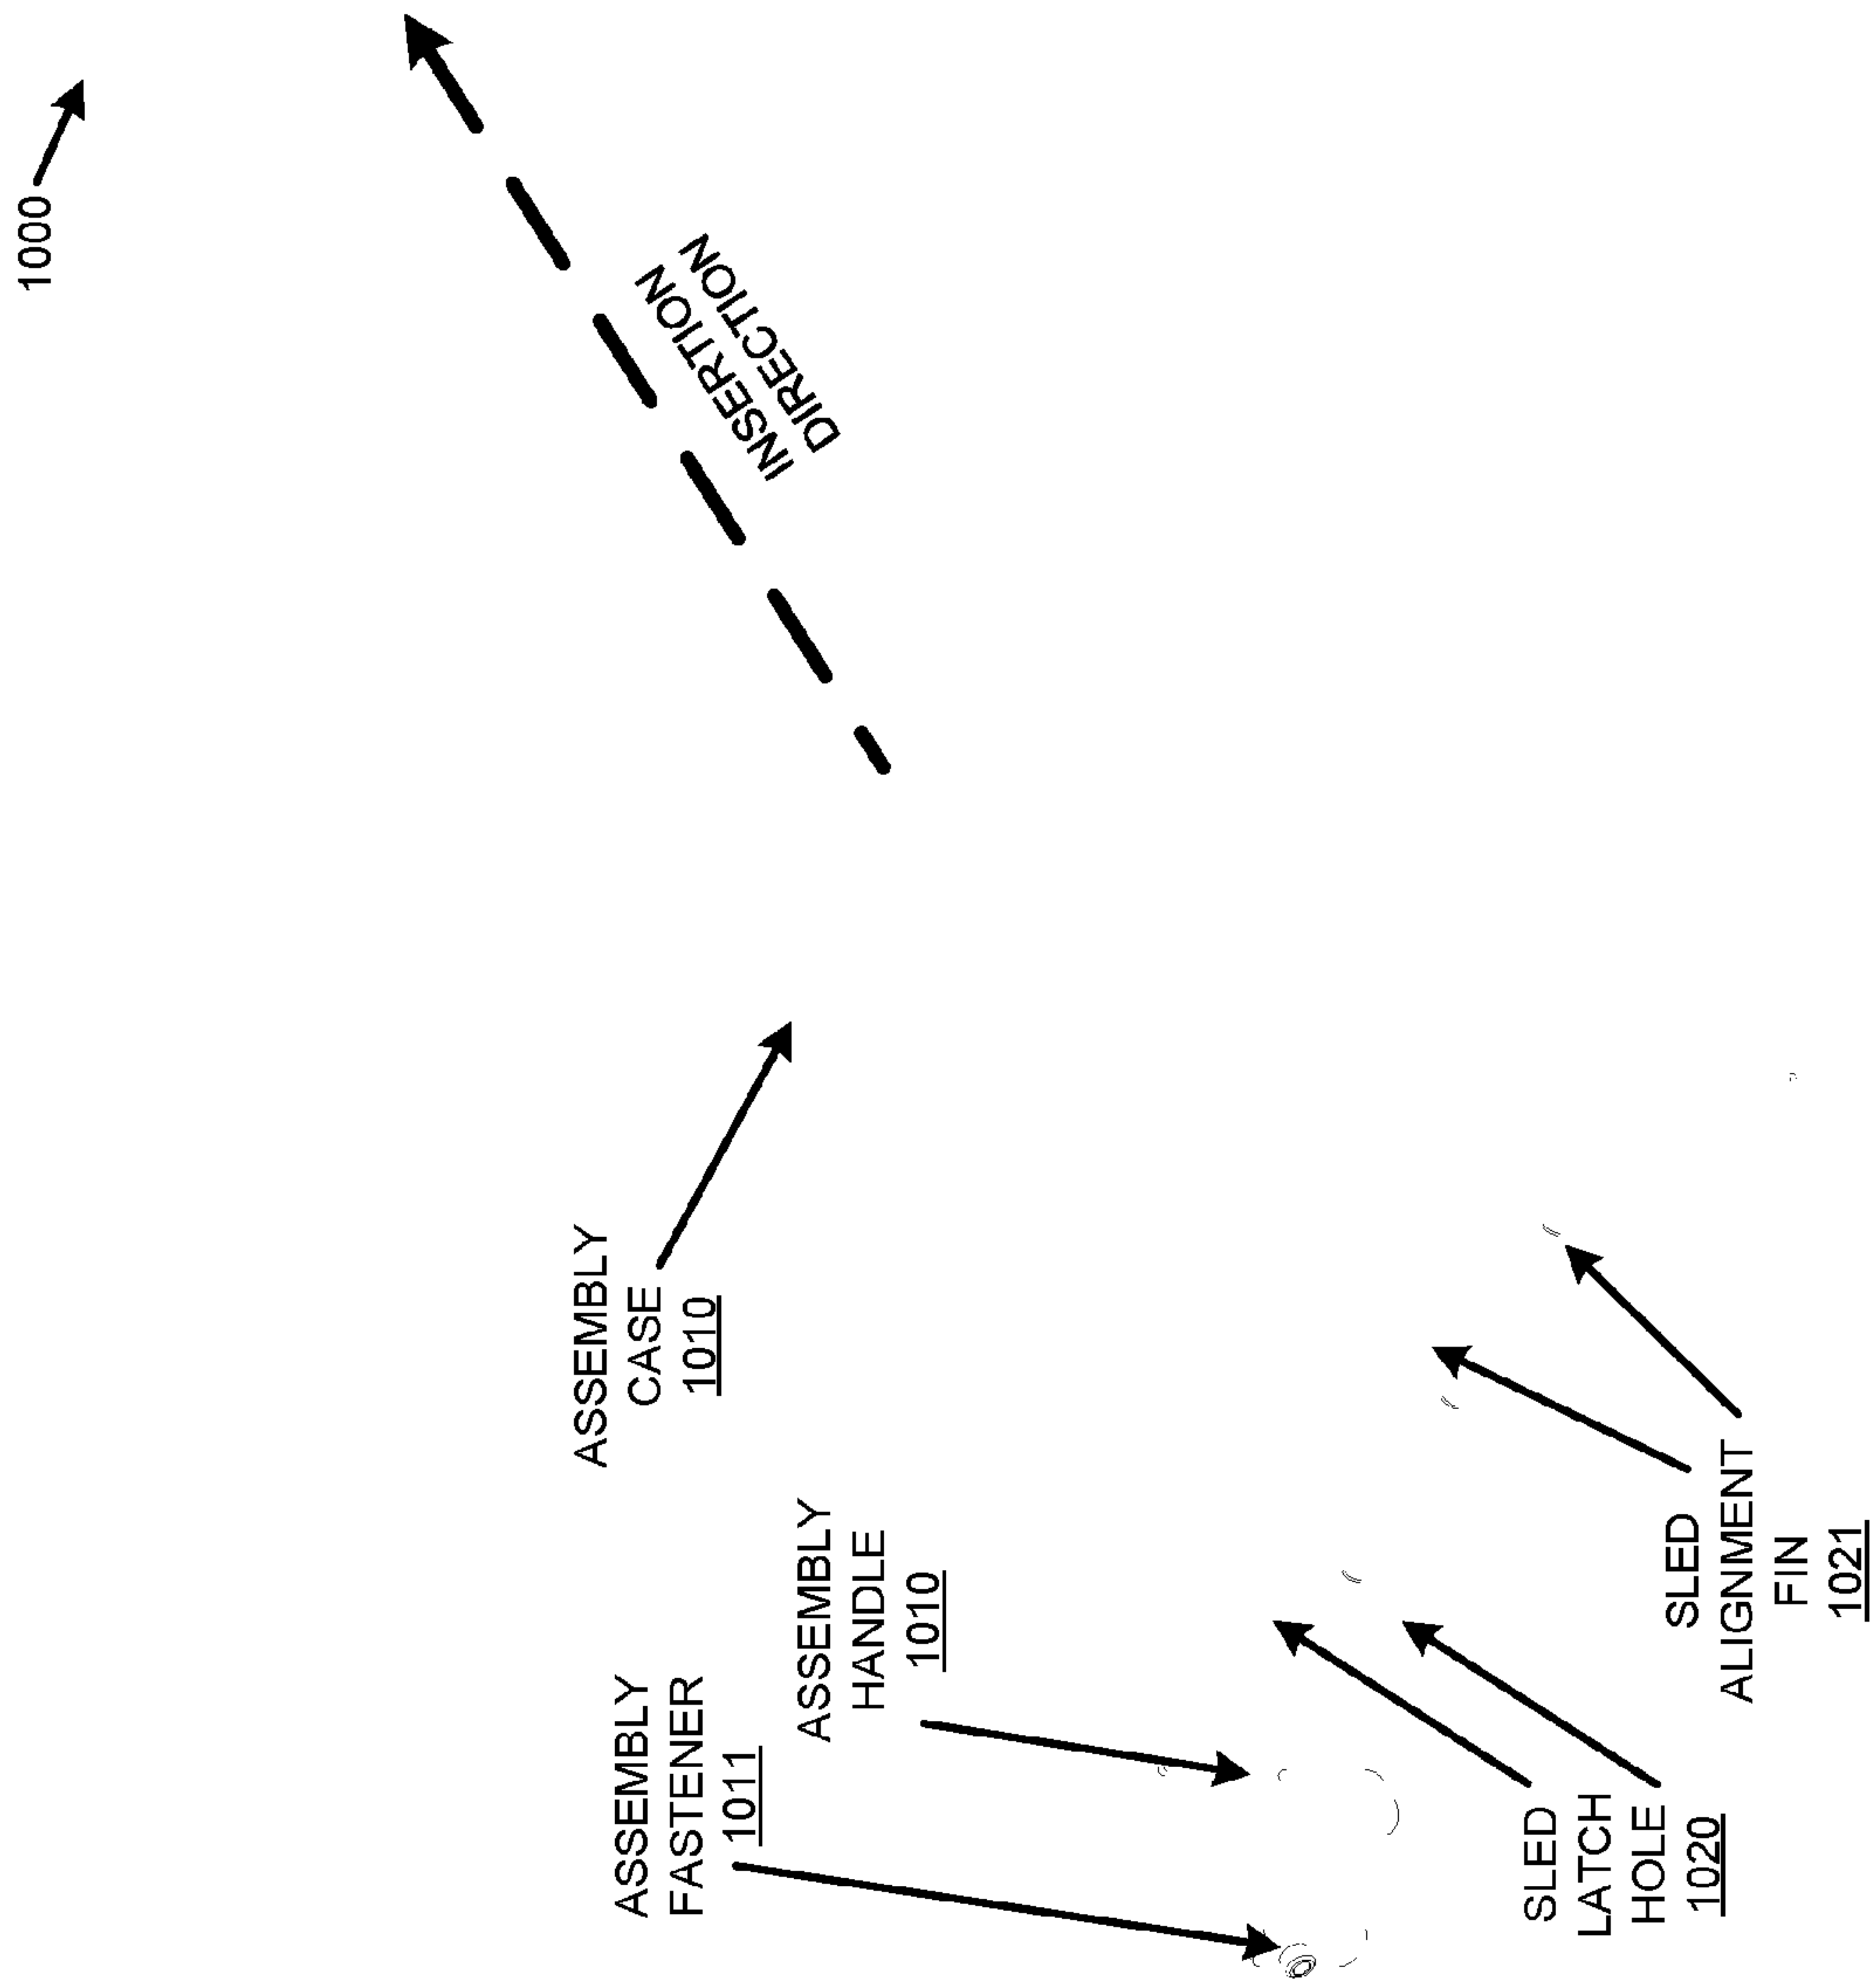 1000
INSERTION
DIRECTION
ASSEMBLY
CASE
1010
ASSEMBLY
HANDLE
1010
ASSEMBLY
FASTENER
1011
SLED
LATCH
HOLE
1020
SLED
ALIGNMENT
FIN
1021